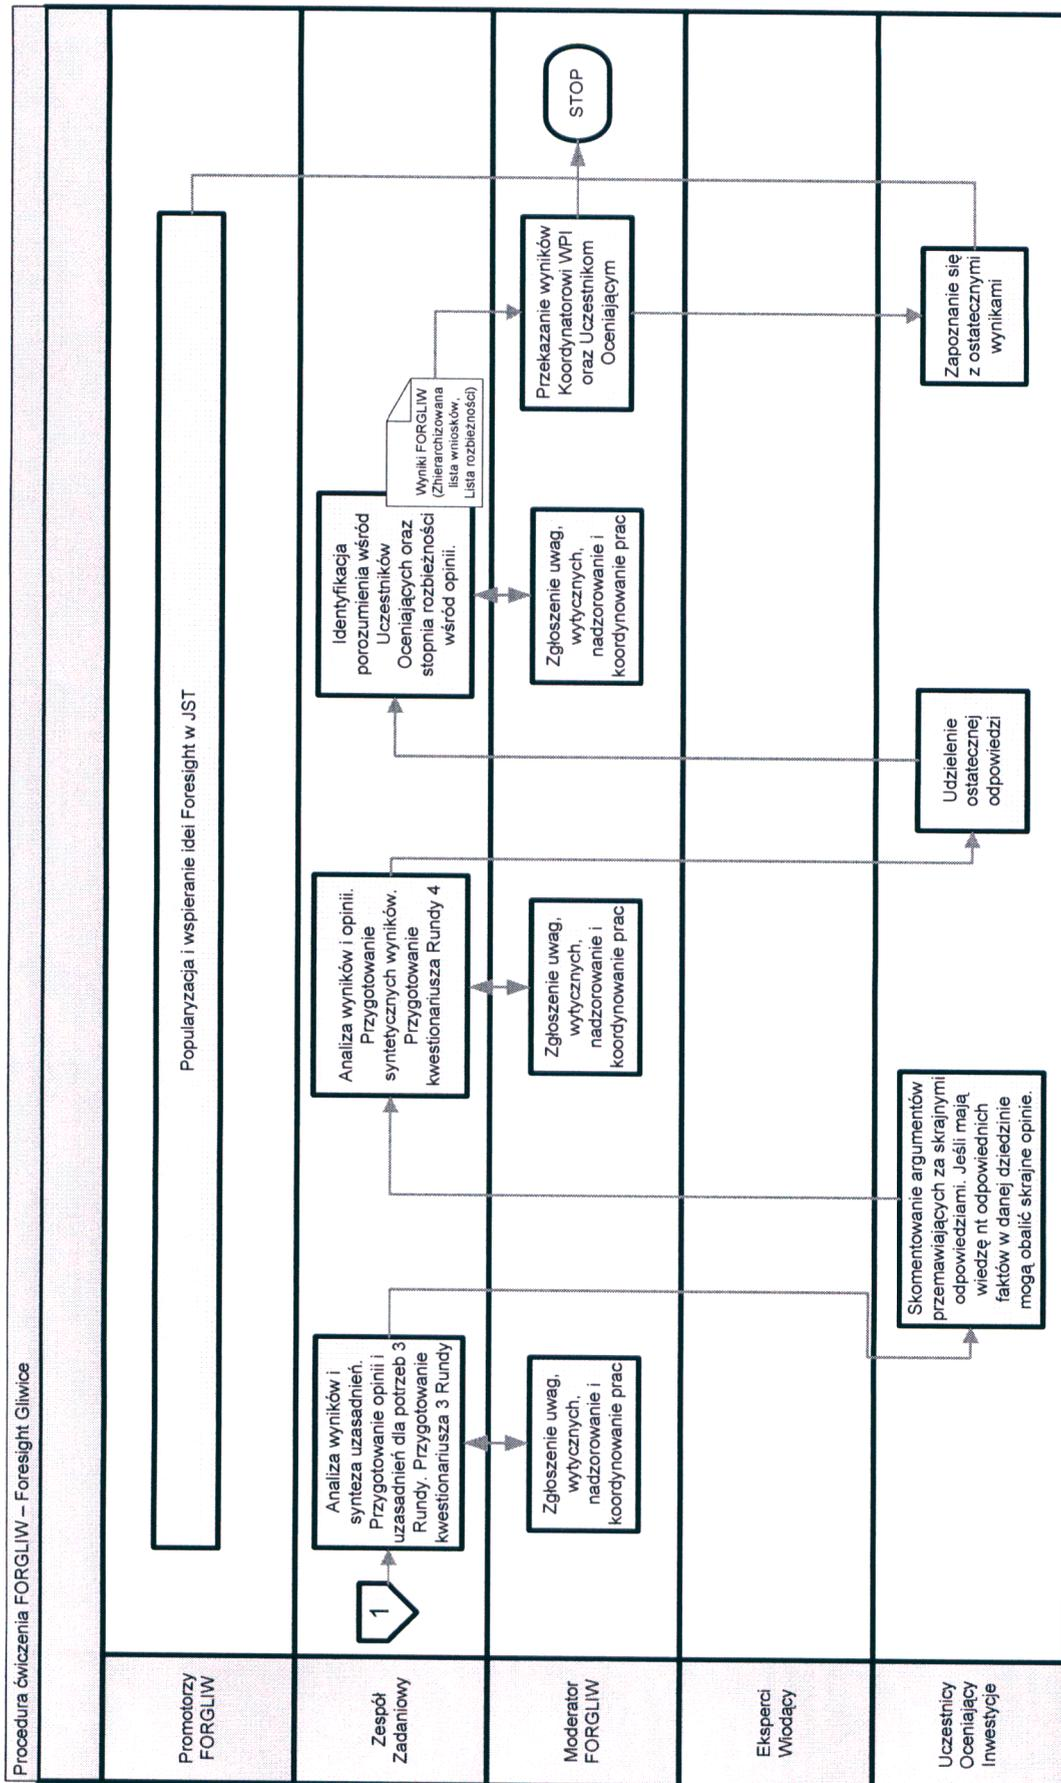 Procedura ćwiczenia FORGLIW – Foresight Gliwice
Promotorzy
FORGLIW
Popularyzacja i wspieranie idei Foresight w JST
Zespół
Zadaniowy
1
Analiza wyników i
synteza uzasadnień.
Przygotowanie opinii i
uzasadnień dla potrzeb 3
Rundy. Przygotowanie
kwestionariusza 3 Rundy
Analiza wyników i opinii.
Przygotowanie
syntetycznych wyników.
Przygotowanie
kwestionariusza Rundy 4
Identyfikacja
porozumienia wśród
Uczestników
Oceniających oraz
stopnia rozbieżności
wśród opinii.
Wyniki FORGLIW
(Zhierarchizowana
lista wniosków,
Lista rozbieżności)
Moderator
FORGLIW
Zgłoszenie uwag,
wytycznych,
nadzorowanie i
koordynowanie prac
Zgłoszenie uwag,
wytycznych,
nadzorowanie i
koordynowanie prac
Zgłoszenie uwag,
wytycznych,
nadzorowanie i
koordynowanie prac
Przekazanie wyników
Koordynatorowi WPI
oraz Uczestnikom
Oceniającym
STOP
Eksperci
Wiodący
Uczestnicy
Oceniający
Inwestycje
Skomentowanie argumentów
przemawiających za skrajnymi
odpowiedziami. Jeśli mają
wiedzę nt odpowiednich
faktów w danej dziedzinie
mogą obalić skrajne opinie.
Udzielenie
ostatecznej
odpowiedzi
Zapoznanie się
z ostatecznymi
wynikami